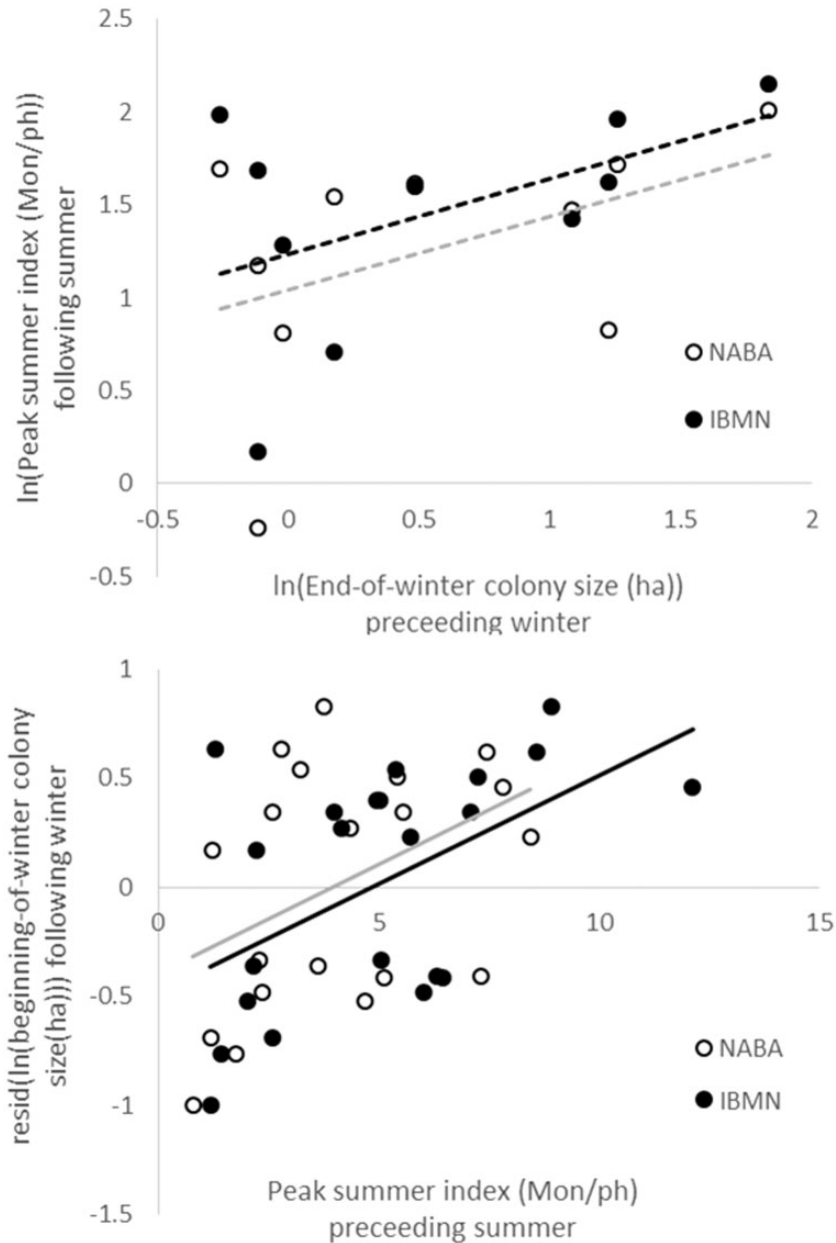 2.5
2
1.5
1
0.5
0
-0.5
-0.5
0
0.5
1
1.5
2
ln(Peak summer index (Mon/ph))
following summer
NABA
IBMN
ln(End-of-winter colony size (ha))
preceeding winter
1
0.5
0
-0.5
-1
-1.5
0
5
10
15
resid(ln(beginning-of-winter colony
size(ha))) following winter
NABA
IBMN
Peak summer index (Mon/ph)
preceeding summer